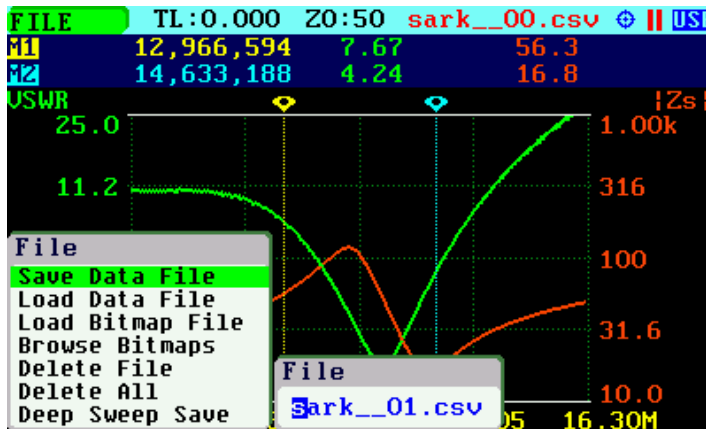 FILE TL:0.000 Z0:50 sark__00.csv USB
M1 12,966,594 7.67 56.3
M2 14,633,188 4.24 16.8
VSWR |Zs|
25.0 1.00k
11.2 316
File
Save Data File 100
Load Data File
Load Bitmap File
Browse Bitmaps 31.6
Delete File File
Delete All sark__01.csv 10.0
Deep Sweep Save 05 16.30M